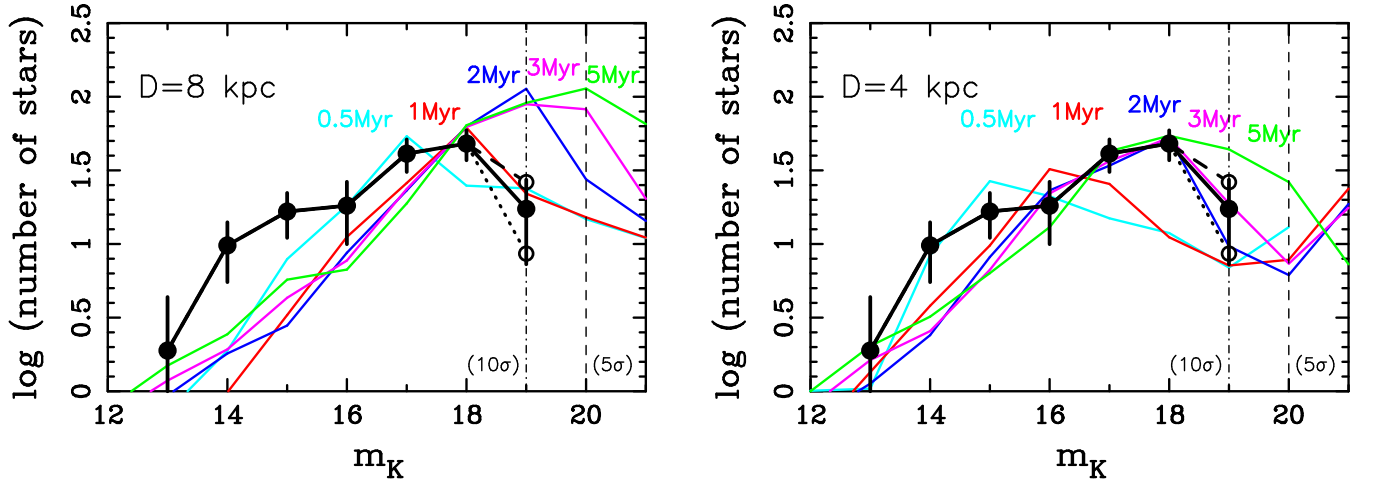 log (number of stars)
2.5
2
1.5
1
0.5
0
D=8 kpc
0.5Myr
1Myr
2Myr
3Myr
5Myr
(10σ)
(5σ)
12 14 16 18 20
m_K
log (number of stars)
2.5
2
1.5
1
0.5
0
D=4 kpc
0.5Myr
1Myr
2Myr
3Myr
5Myr
(10σ)
(5σ)
12 14 16 18 20
m_K